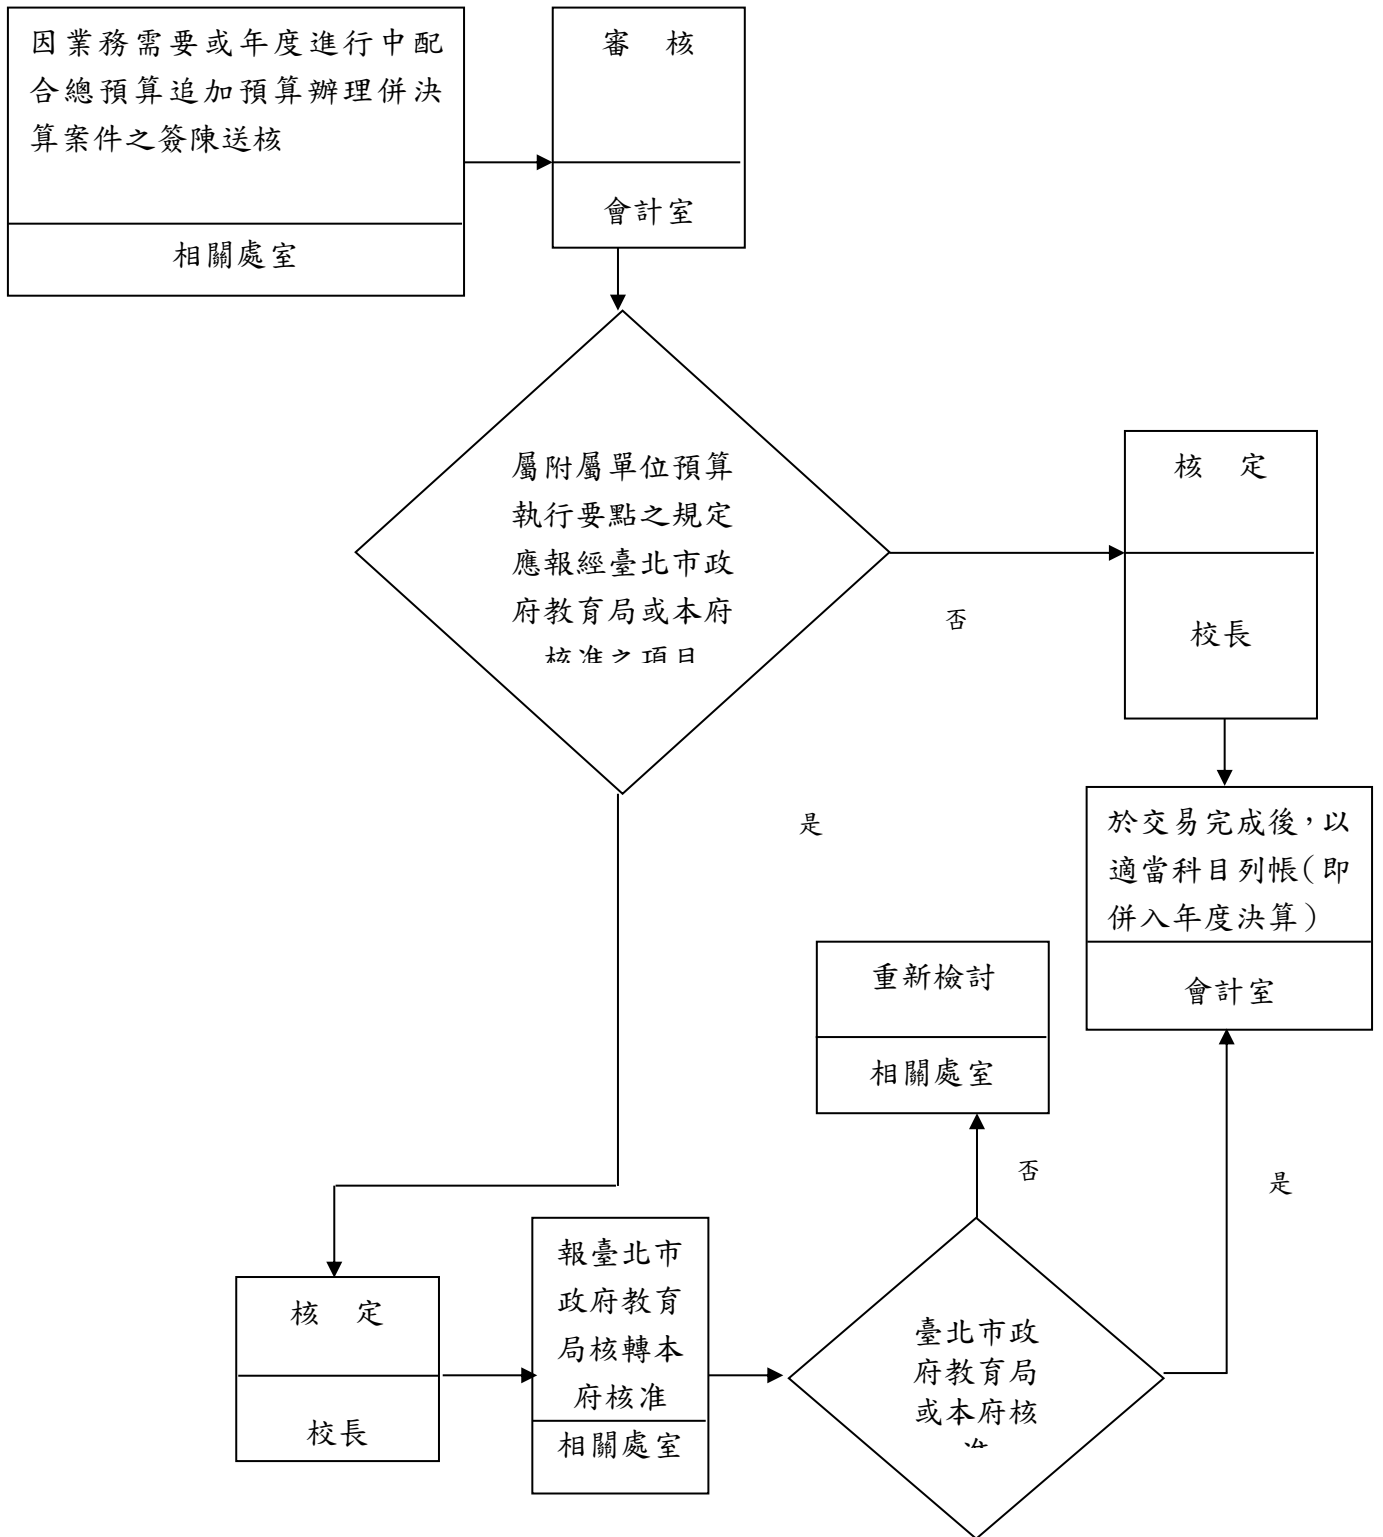 因業務需要或年度進行中配
合總預算追加預算辦理併決
算案件之簽陳送核
相關處室
審　核
會計室
屬附屬單位預算
執行要點之規定
應報經臺北市政
府教育局或本府
核准之項目
否
核　定
校長
是
於交易完成後，以
適當科目列帳（即
併入年度決算）
會計室
重新檢討
相關處室
否
是
核　定
校長
報臺北市
政府教育
局核轉本
府核准
相關處室
臺北市政
府教育局
或本府核